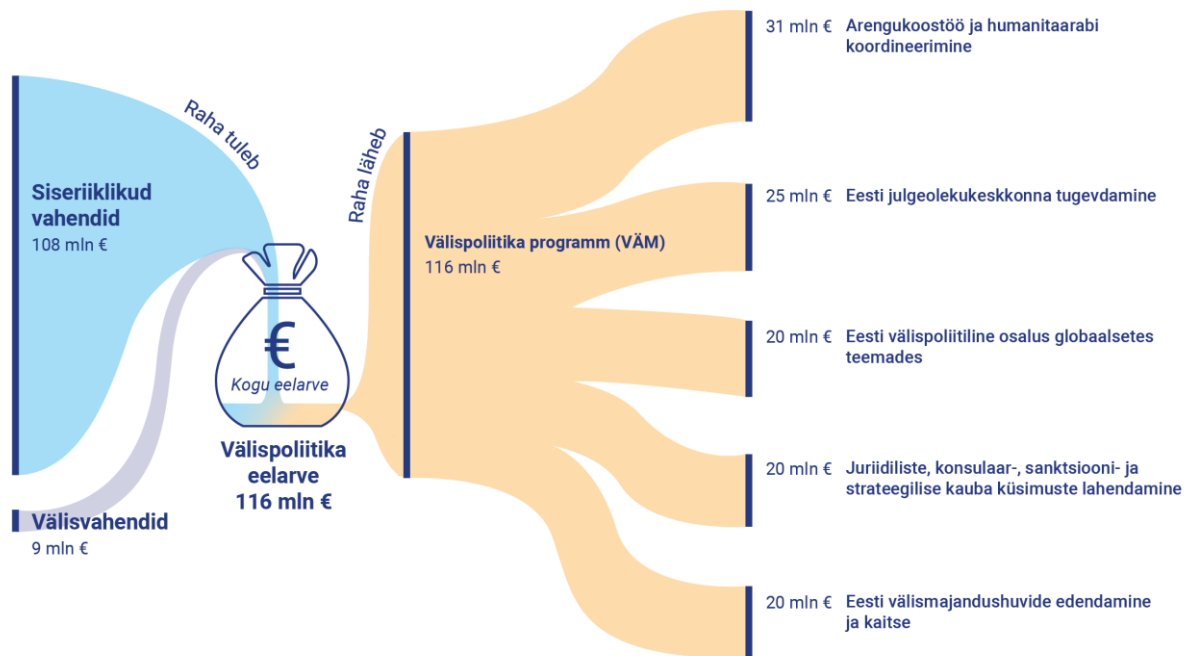 Raha tuleb
Siseriiklikud
vahendid
108 mln €
Välisvahendid
9 mln €
€
Kogu eelarve
Välispoliitika
eelarve
116 mln €
Raha läheb
Välispoliitika programm (VÄM)
116 mln €
31 mln € Arengukoostöö ja humanitaarabi
koordineerimine
25 mln € Eesti julgeolekukeskkonna tugevdamine
20 mln € Eesti välispoliitiline osalus globaalsetes
teemades
20 mln € Juriidiliste, konsulaar-, sanktsiooni- ja
strateegilise kauba küsimuste lahendamine
20 mln € Eesti välismajandushuvide edendamine
ja kaitse